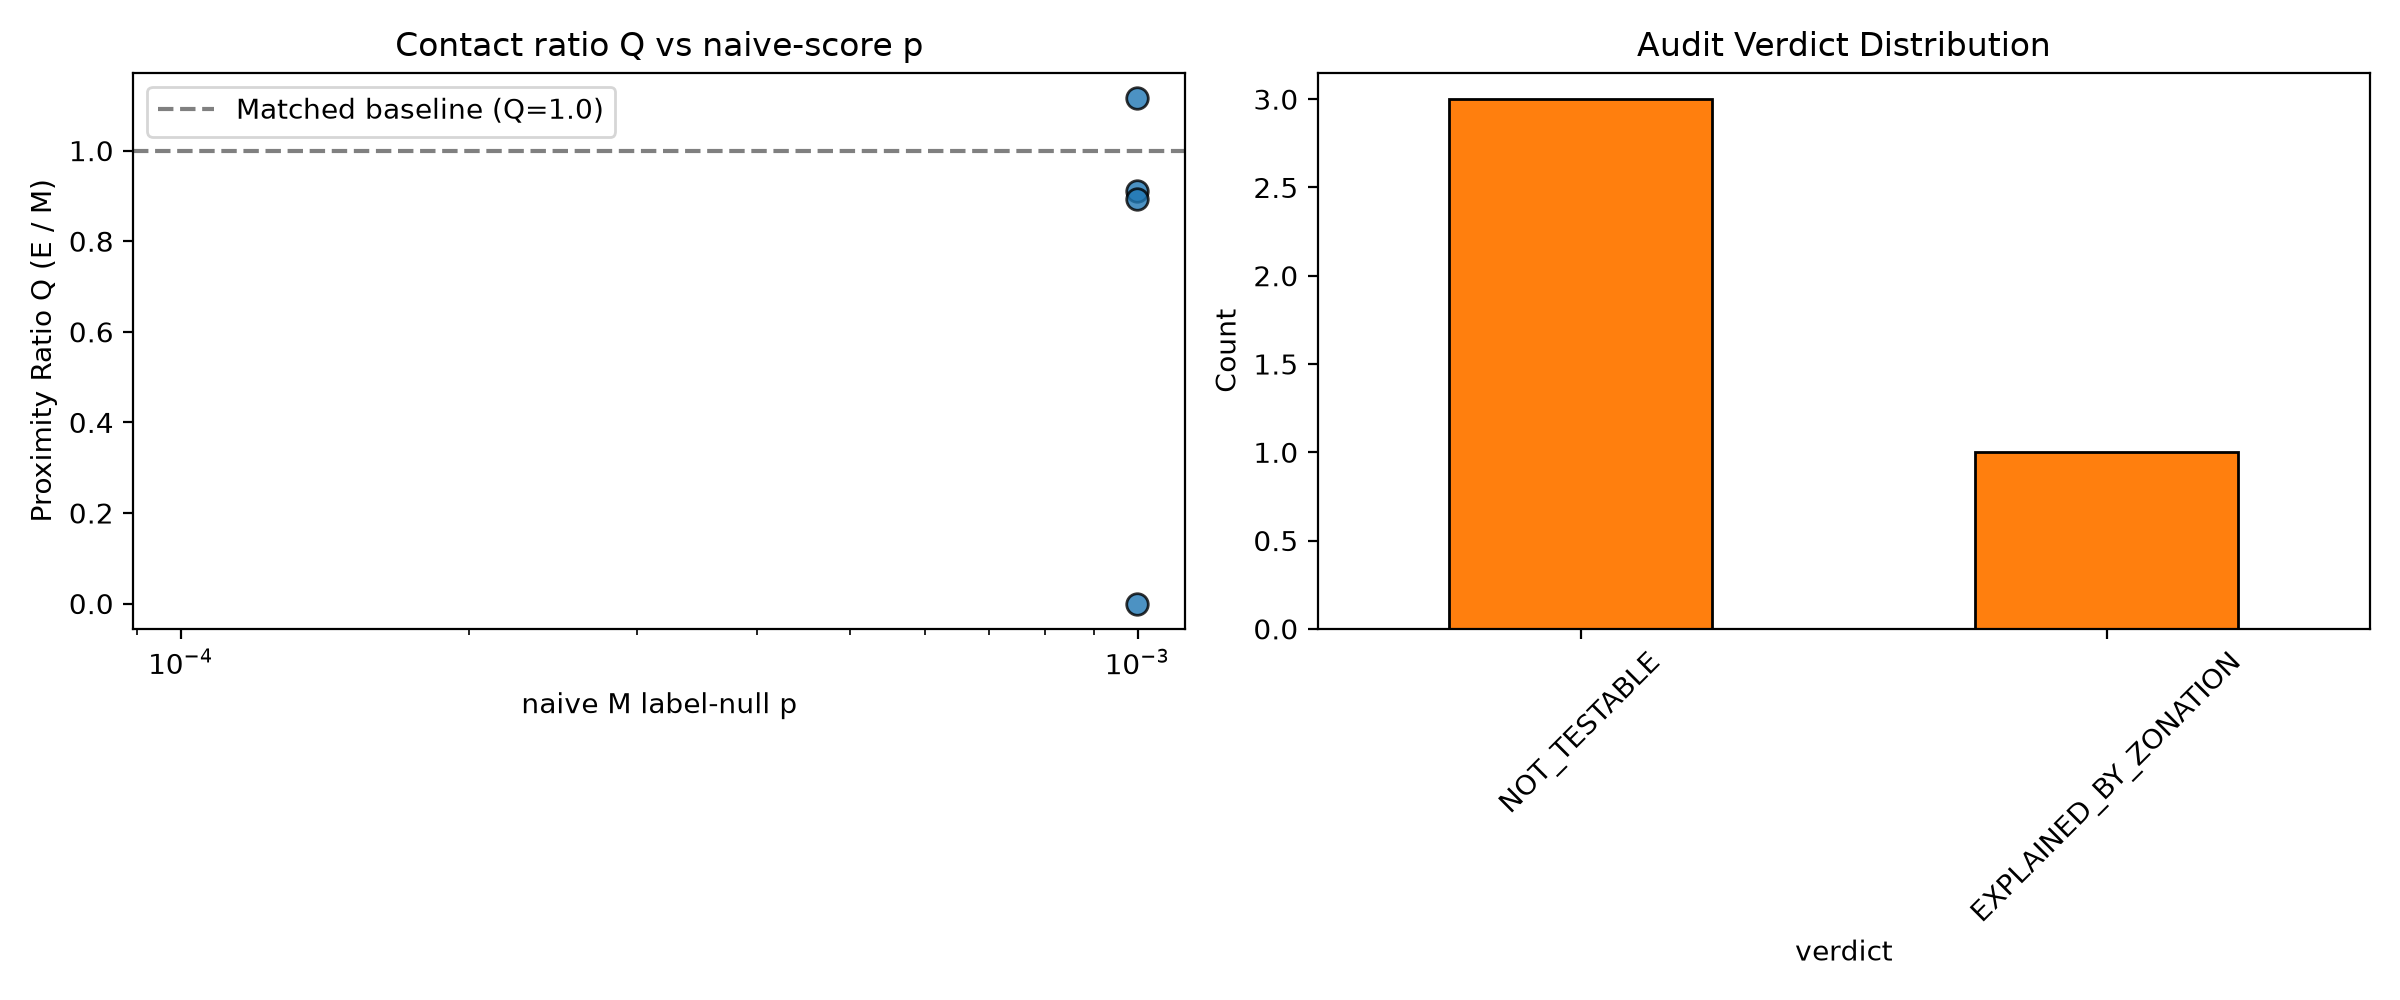 Contact ratio Q vs naive-score p
Matched baseline (Q=1.0)
Proximity Ratio Q (E / M)
1.0
0.8
0.6
0.4
0.2
0.0
10⁻⁴
10⁻³
naive M label-null p
Audit Verdict Distribution
Count
3.0
2.5
2.0
1.5
1.0
0.5
0.0
NOT_TESTABLE
EXPLAINED_BY_ZONATION
verdict